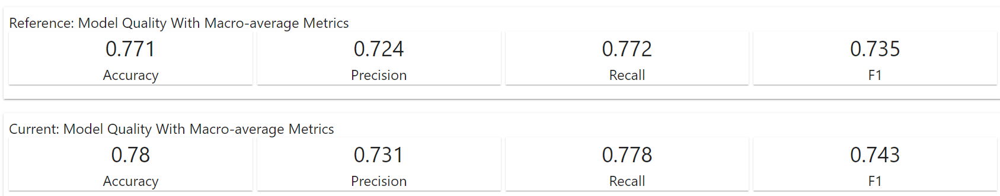 Reference: Model Quality With Macro-average Metrics
0.771 0.724 0.772 0.735
Accuracy Precision Recall F1
Current: Model Quality With Macro-average Metrics
0.78 0.731 0.778 0.743
Accuracy Precision Recall F1